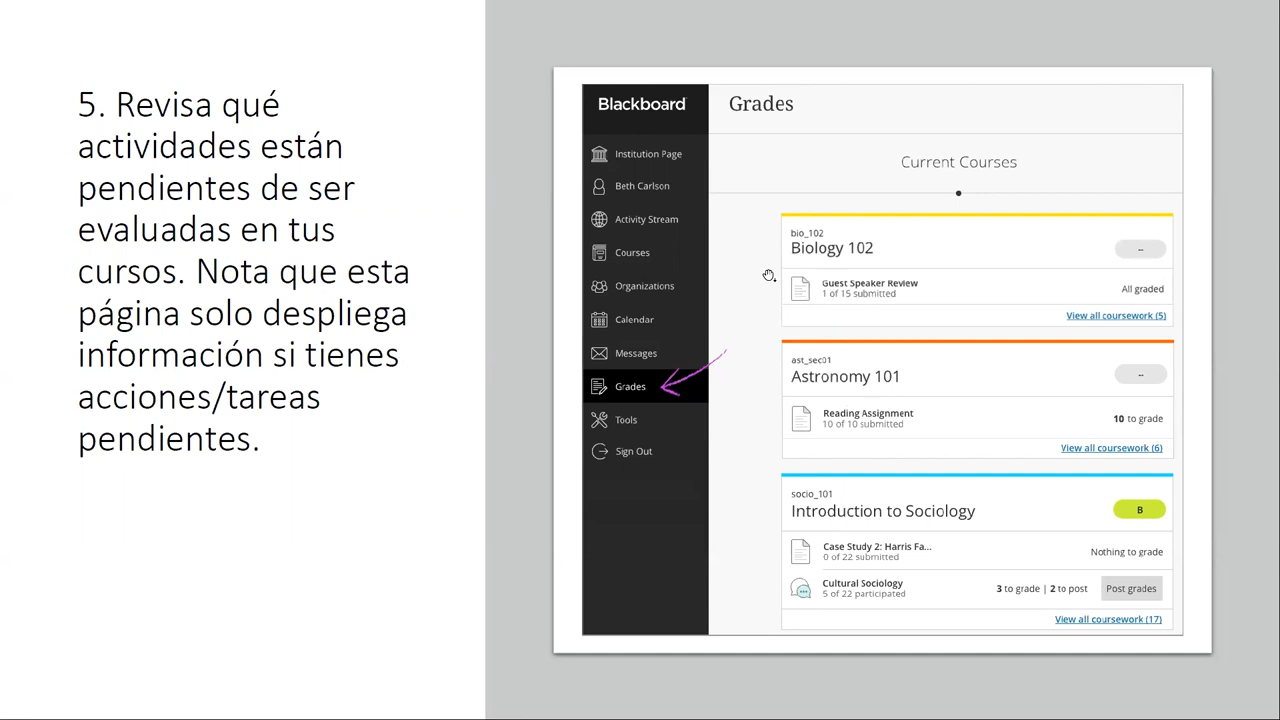 5. Revisa qué
actividades están
pendientes de ser
evaluadas en tus
cursos. Nota que esta
página solo despliega
información si tienes
acciones/tareas
pendientes.
Blackboard
Institution Page
Beth Carlson
Activity Stream
Courses
Organizations
Calendar
Messages
Grades
Tools
Sign Out
Grades
Current Courses
bio_102
Biology 102
--
Guest Speaker Review
1 of 15 submitted
All graded
View all coursework (5)
ast_sec01
Astronomy 101
--
Reading Assignment
10 of 10 submitted
10 to grade
View all coursework (6)
socio_101
Introduction to Sociology
B
Case Study 2: Harris Fa...
0 of 22 submitted
Nothing to grade
Cultural Sociology
5 of 22 participated
3 to grade | 2 to post
Post grades
View all coursework (17)